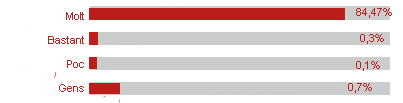 Molt 84,47%
Bastant 0,3%
Poc 0,1%
Gens 0,7%